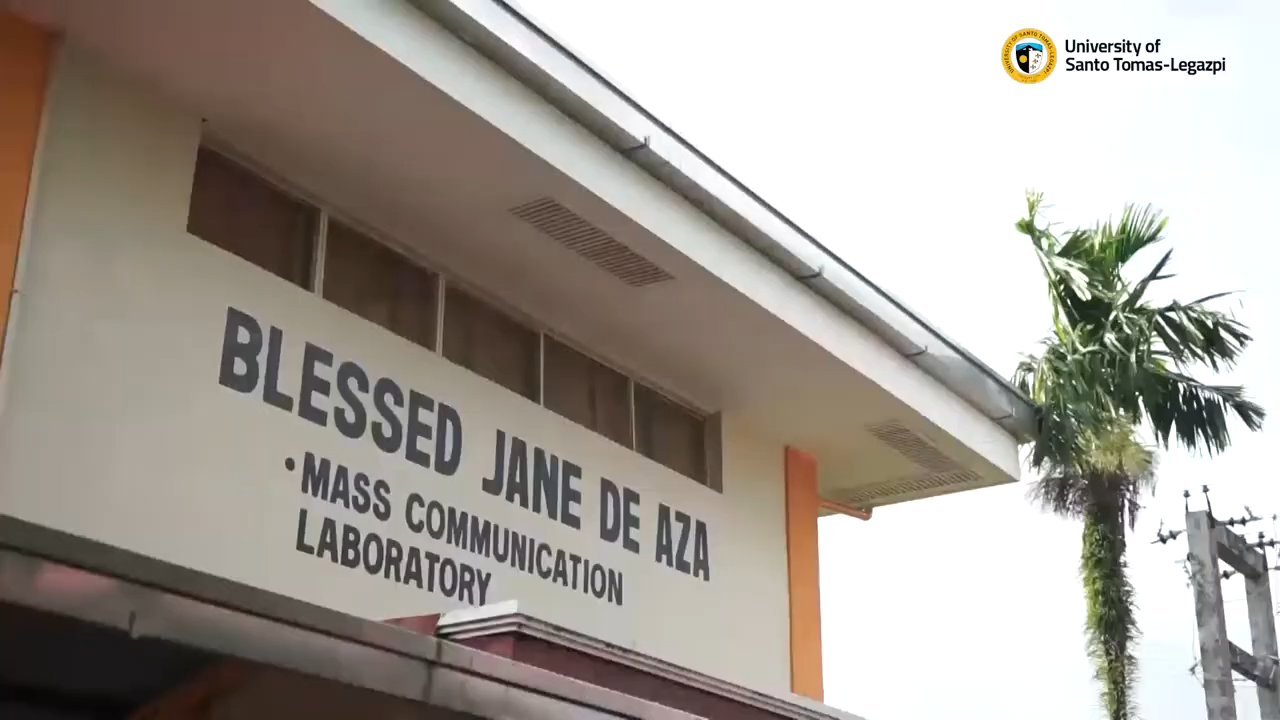 University of
Santo Tomas-Legazpi
BLESSED JANE DE AZA
• MASS COMMUNICATION
LABORATORY